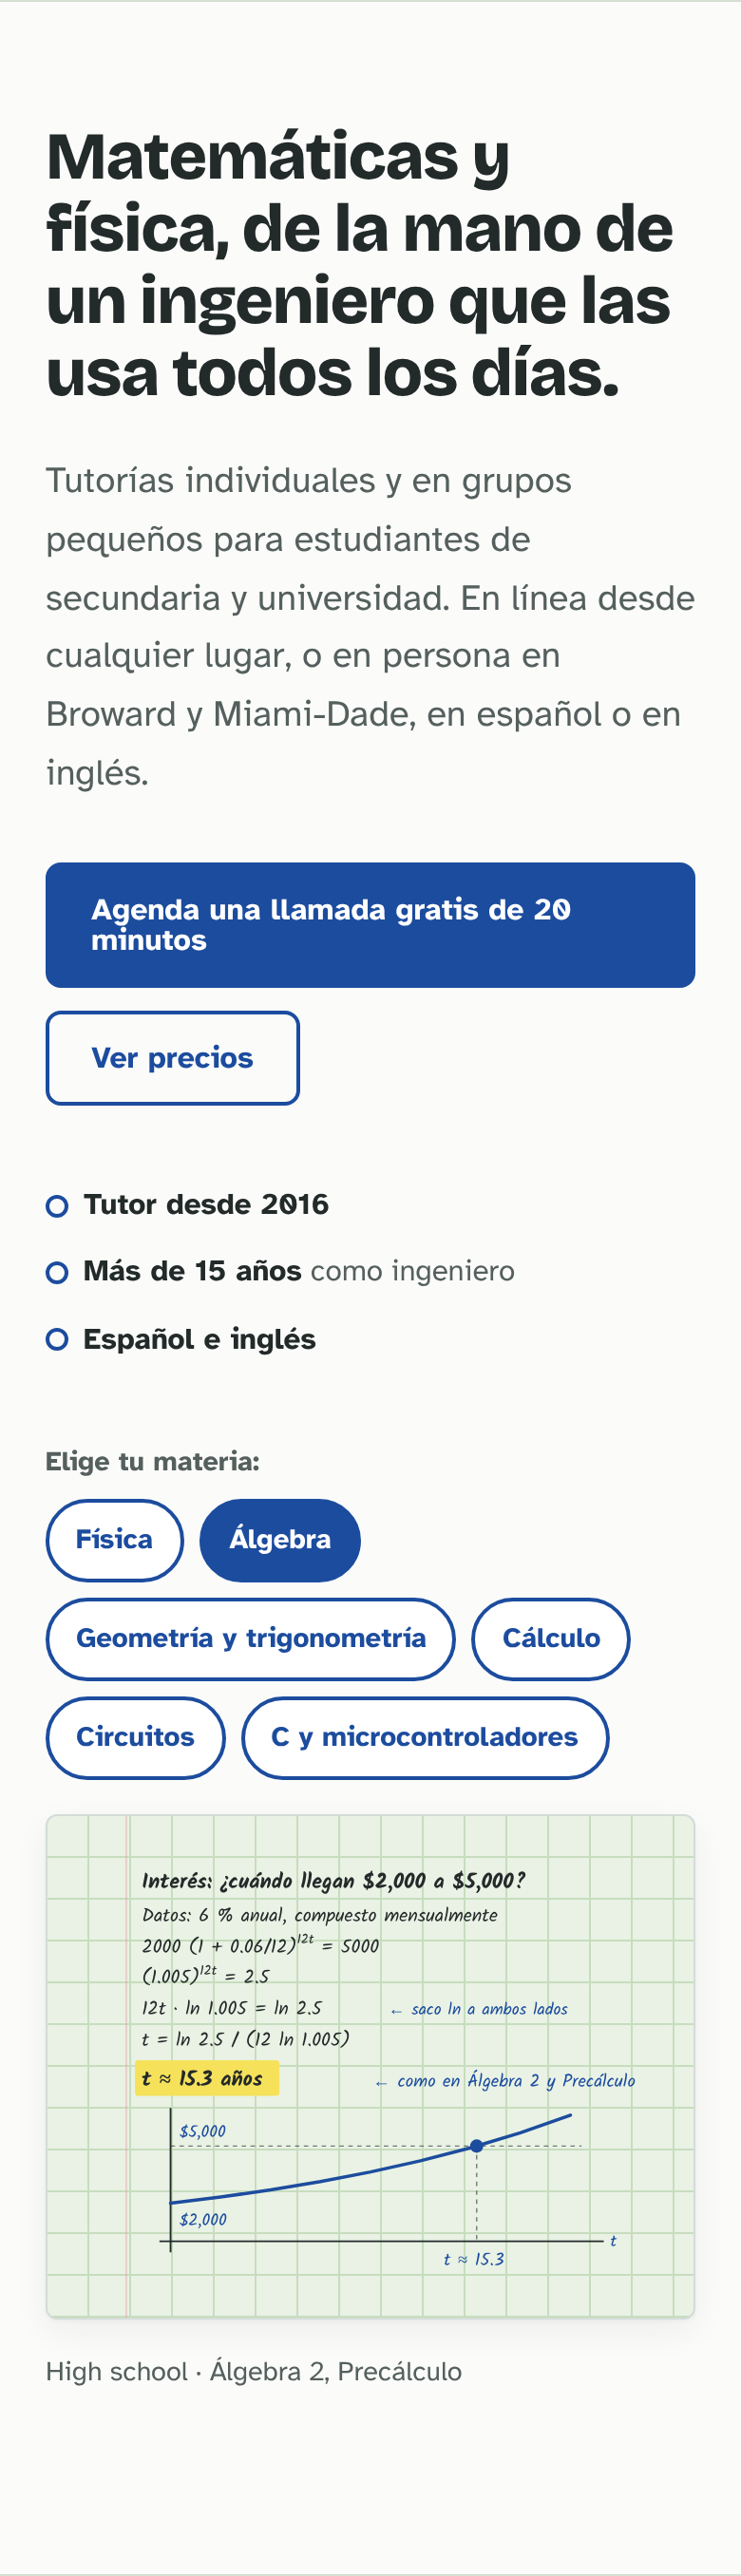 Matemáticas y
física, de la mano de
un ingeniero que las
usa todos los días.
Tutorías individuales y en grupos
pequeños para estudiantes de
secundaria y universidad. En línea desde
cualquier lugar, o en persona en
Broward y Miami-Dade, en español o en
inglés.
Agenda una llamada gratis de 20
minutos
Ver precios
Tutor desde 2016
Más de 15 años como ingeniero
Español e inglés
Elige tu materia:
Física Álgebra
Geometría y trigonometría Cálculo
Circuitos C y microcontroladores
Interés: ¿cuándo llegan $2,000 a $5,000?
Datos: 6 % anual, compuesto mensualmente
2000 (1 + 0.06/12)^12t = 5000
(1.005)^12t = 2.5
12t · ln 1.005 = ln 2.5 ← saco ln a ambos lados
t = ln 2.5 / (12 ln 1.005)
t ≈ 15.3 años ← como en Álgebra 2 y Precálculo
$5,000
$2,000
t
t ≈ 15.3
High school · Álgebra 2, Precálculo